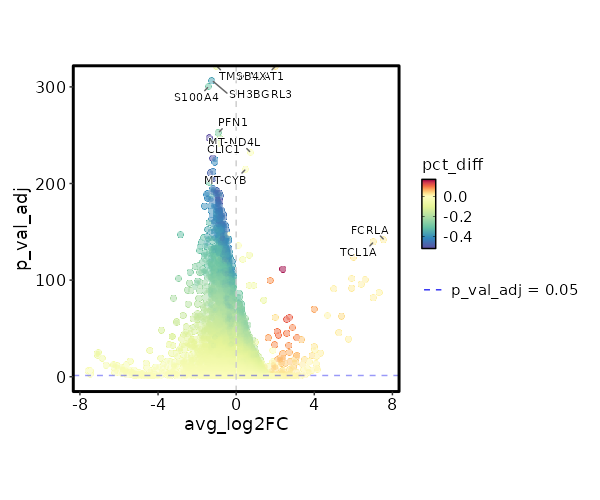 TMSB4X
S100A4
SH3BGRL3
PFN1
MT-ND4L
CLIC1
MT-CYB
FCRLA
TCL1A
300
200
100
0
p_val_adj
-8 -4 0 4 8
avg_log2FC
pct_diff
0.0
-0.2
-0.4
p_val_adj = 0.05